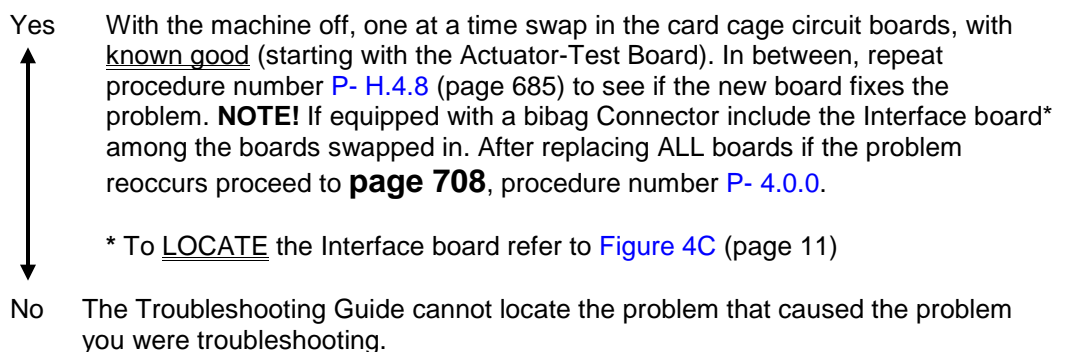 Yes With the machine off, one at a time swap in the card cage circuit boards, with
known good (starting with the Actuator-Test Board). In between, repeat
procedure number P- H.4.8 (page 685) to see if the new board fixes the
problem. NOTE! If equipped with a bibag Connector include the Interface board*
among the boards swapped in. After replacing ALL boards if the problem
reoccurs proceed to page 708, procedure number P- 4.0.0.
* To LOCATE the Interface board refer to Figure 4C (page 11)
No The Troubleshooting Guide cannot locate the problem that caused the problem
you were troubleshooting.